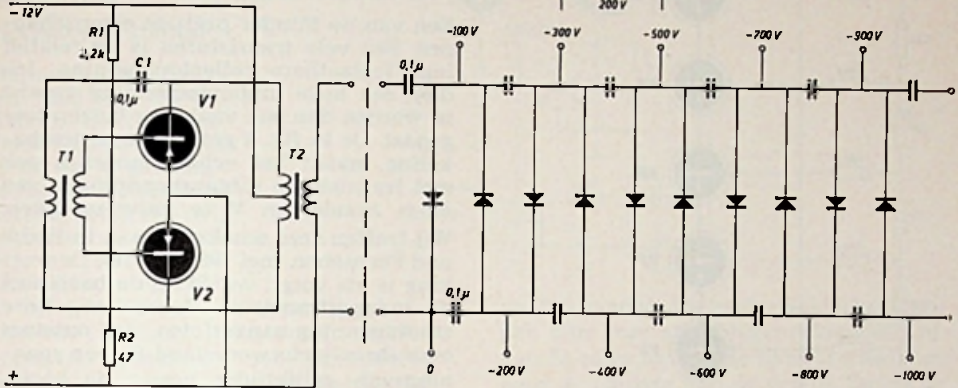 200 V
-12V
-100 V
-300 V
-500 V
-700 V
-900 V
R1
2,2k
C1
0,1µ
V1
0,1µ
T1
T2
V2
0,1µ
R2
47
+
0
-200 V
-400 V
-600 V
-800 V
-1000 V